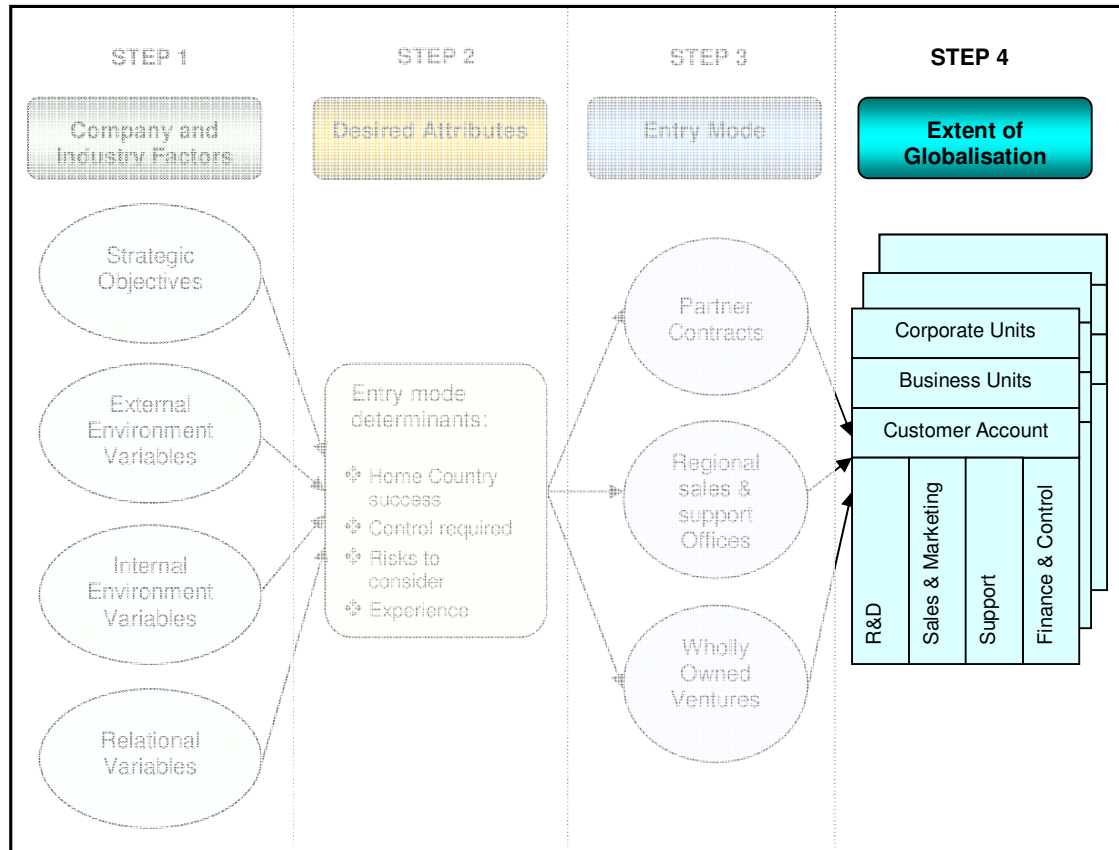 STEP 1
Company and
Industry Factors
Strategic
Objectives
External
Environment
Variables
Internal
Environment
Variables
Relational
Variables
STEP 2
Desired Attributes
Entry mode
determinants:
Home Country
success
Control required
Risks to
consider
Experience
STEP 3
Entry Mode
Partner
Contracts
Regional
sales &
support
Offices
Wholly
Owned
Ventures
STEP 4
Extent of
Globalisation
Corporate Units
Business Units
Customer Account
R&D
Sales & Marketing
Support
Finance & Control